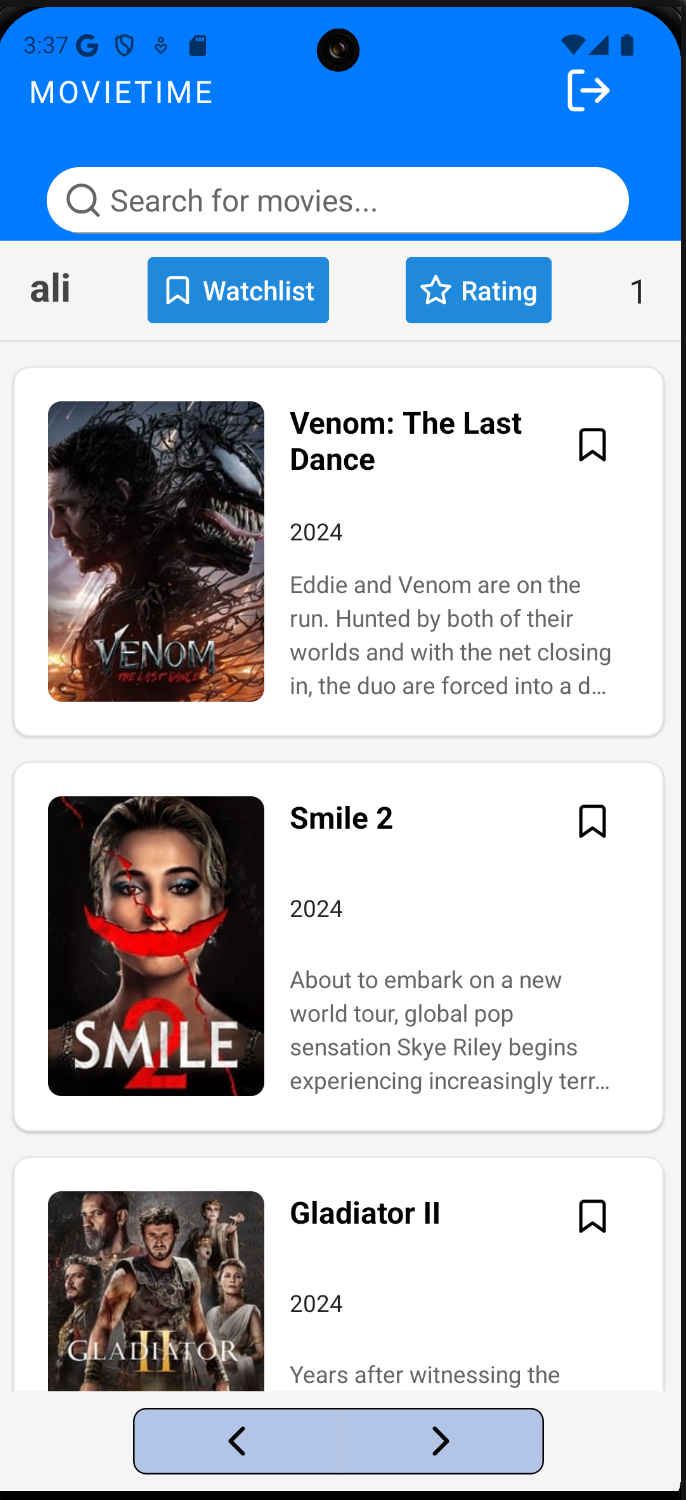 3:37
MOVIETIME
Search for movies...
ali
Watchlist
Rating
1
Venom: The Last
Dance
2024
Eddie and Venom are on the
run. Hunted by both of their
worlds and with the net closing
in, the duo are forced into a d...
VENOM
THE LAST DANCE
Smile 2
2024
About to embark on a new
world tour, global pop
sensation Skye Riley begins
experiencing increasingly terr...
SMILE
2
Gladiator II
2024
Years after witnessing the
GLADIATOR
II